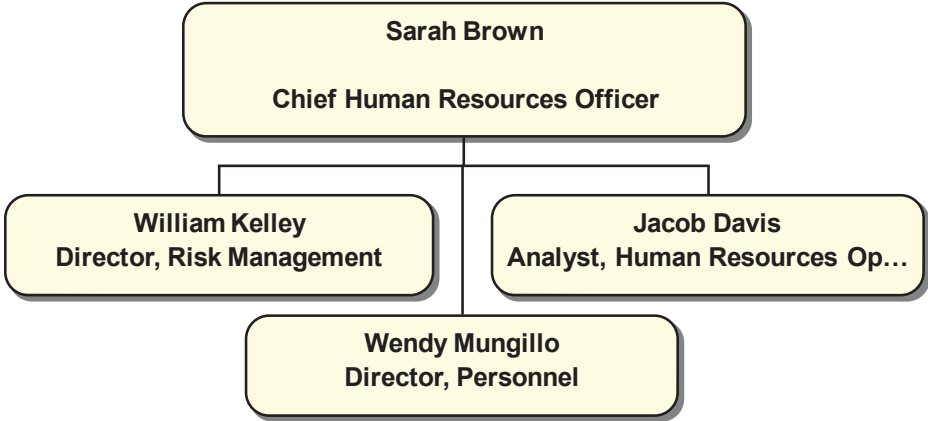 Sarah Brown
Chief Human Resources Officer
William Kelley
Director, Risk Management
Jacob Davis
Analyst, Human Resources Op…
Wendy Mungillo
Director, Personnel